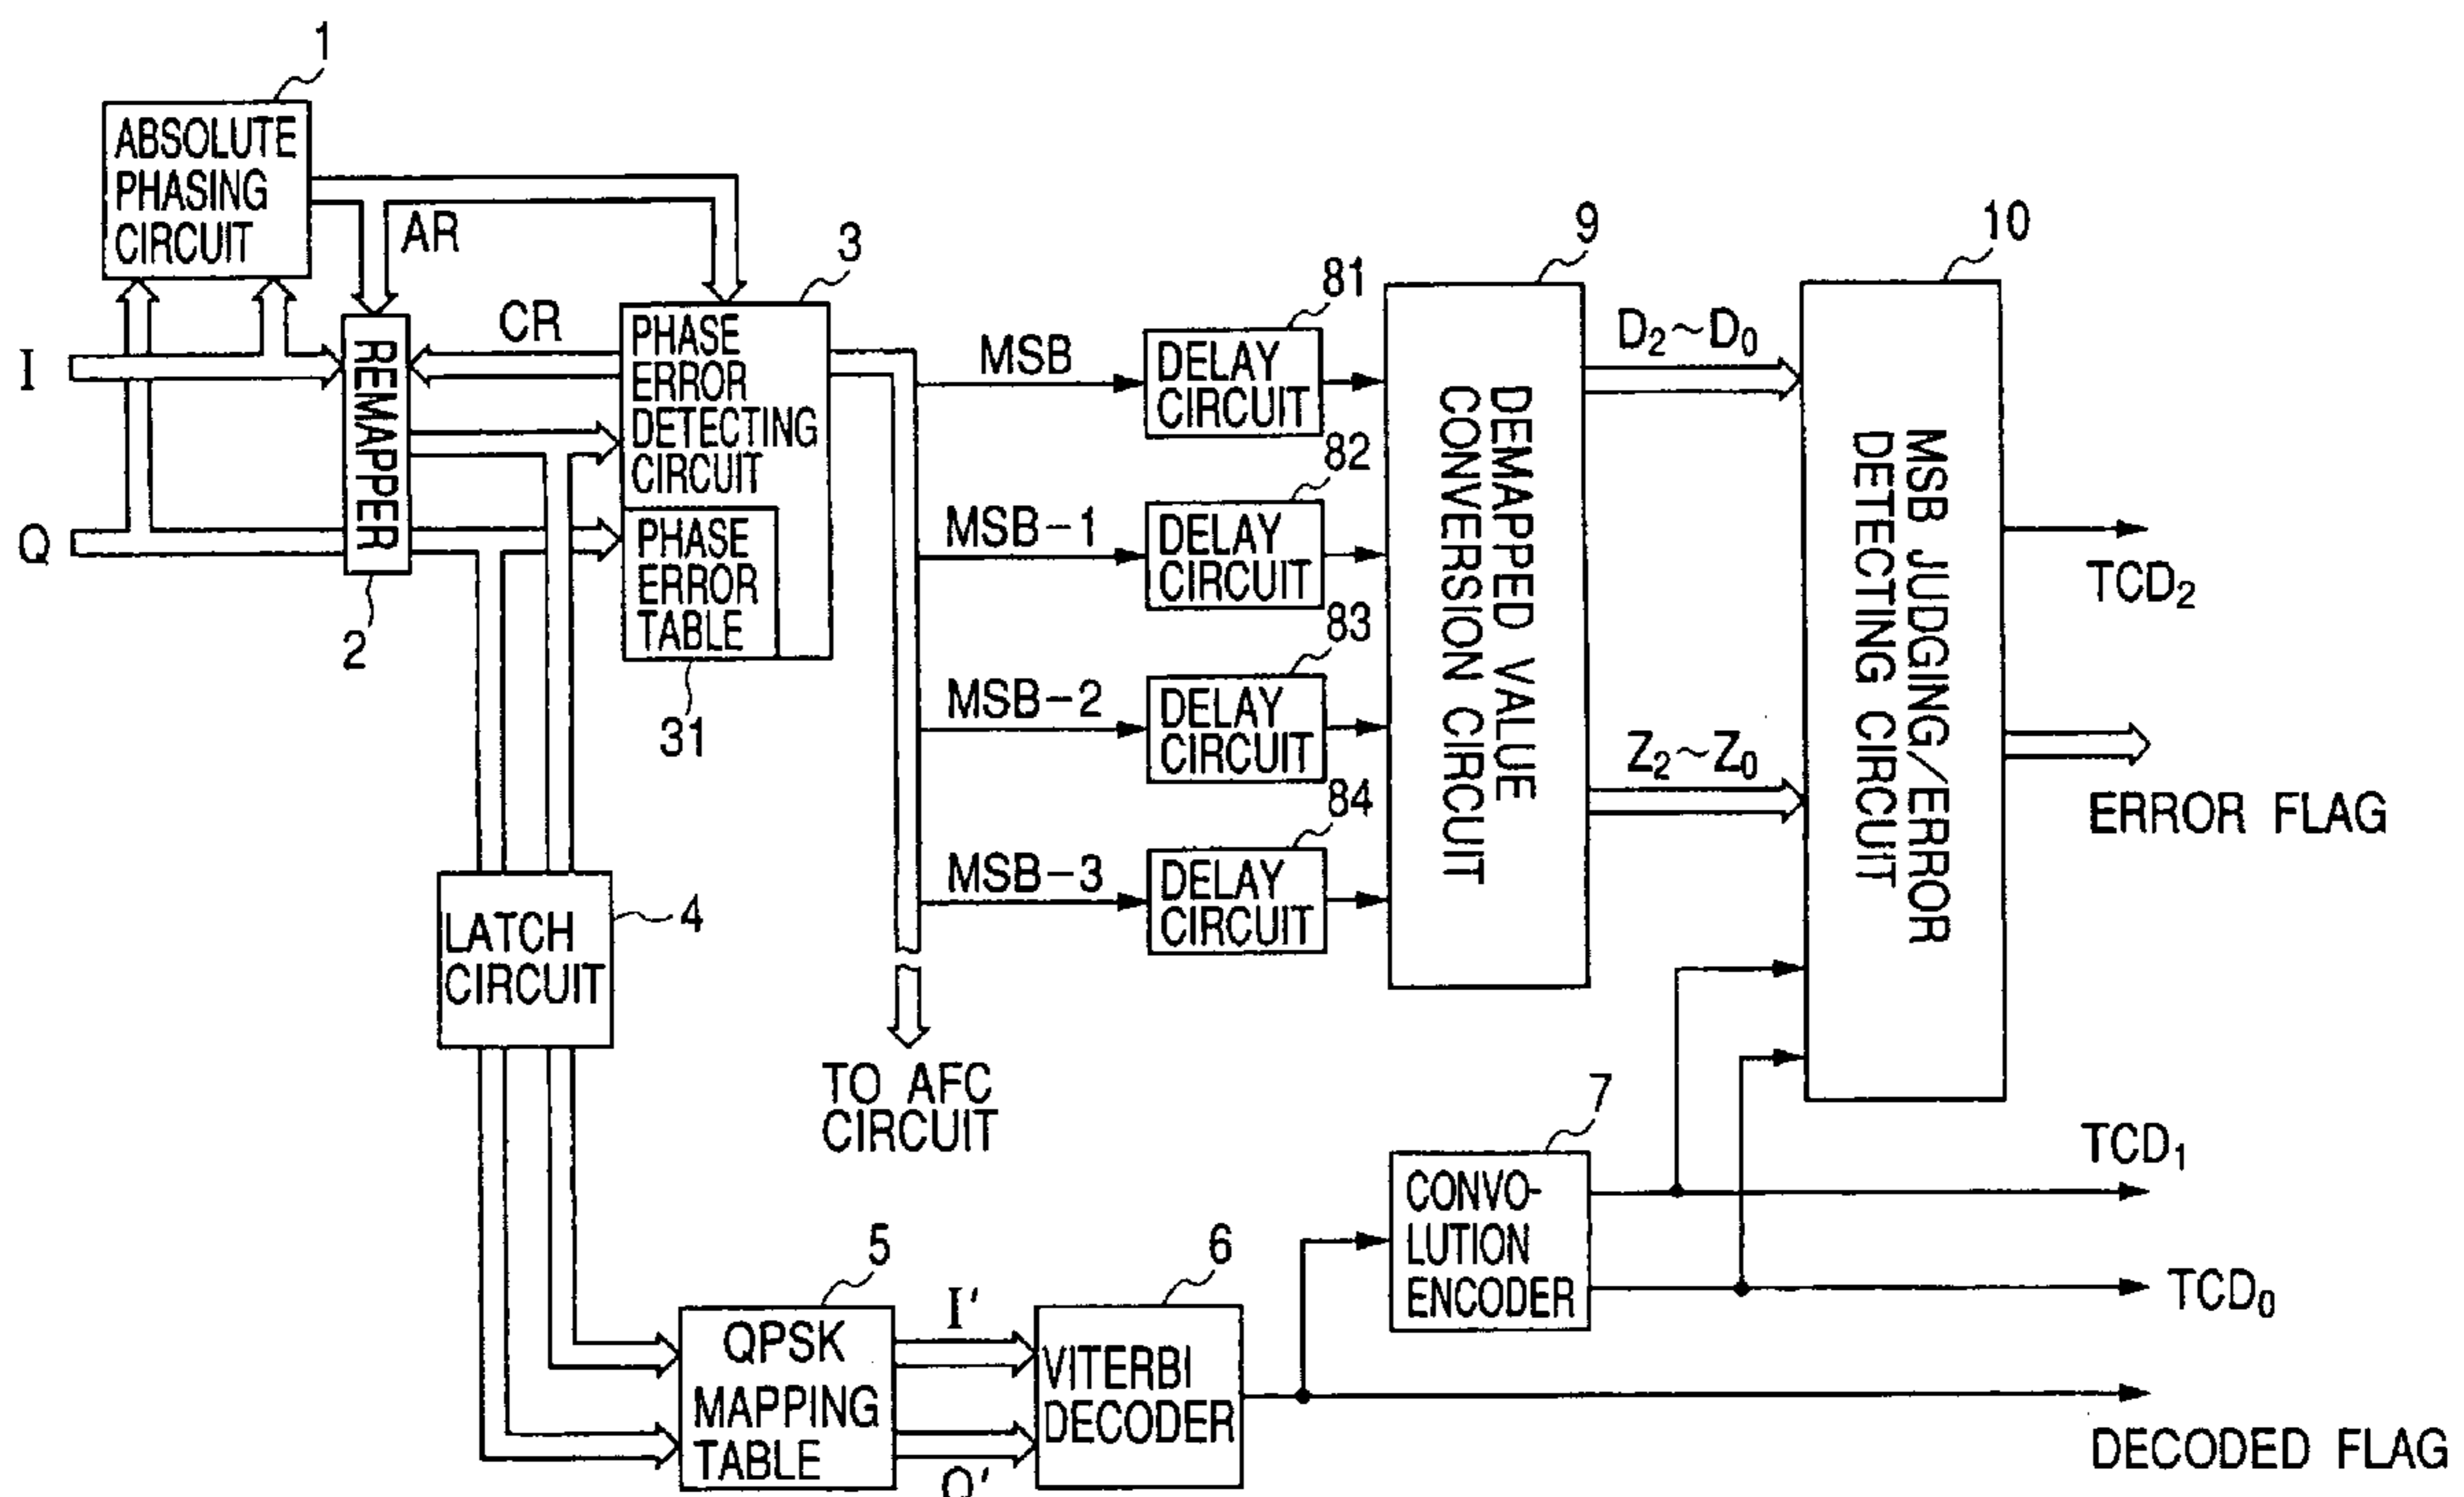 1
ABSOLUTE
PHASING
CIRCUIT
AR
I
Q
REMAPPER
2
CR
3
PHASE
ERROR
DETECTING
CIRCUIT
PHASE
ERROR
TABLE
31
MSB
MSB-1
MSB-2
MSB-3
81
DELAY
CIRCUIT
82
DELAY
CIRCUIT
83
DELAY
CIRCUIT
84
DELAY
CIRCUIT
9
DEMAPPED VALUE
CONVERSION CIRCUIT
D₂~D₀
Z₂~Z₀
10
MSB JUDGING/ERROR
DETECTING CIRCUIT
TCD₂
ERROR FLAG
LATCH
CIRCUIT
4
TO AFC
CIRCUIT
5
QPSK
MAPPING
TABLE
I'
Q'
6
VITERBI
DECODER
7
CONVO-
LUTION
ENCODER
TCD₁
TCD₀
DECODED FLAG